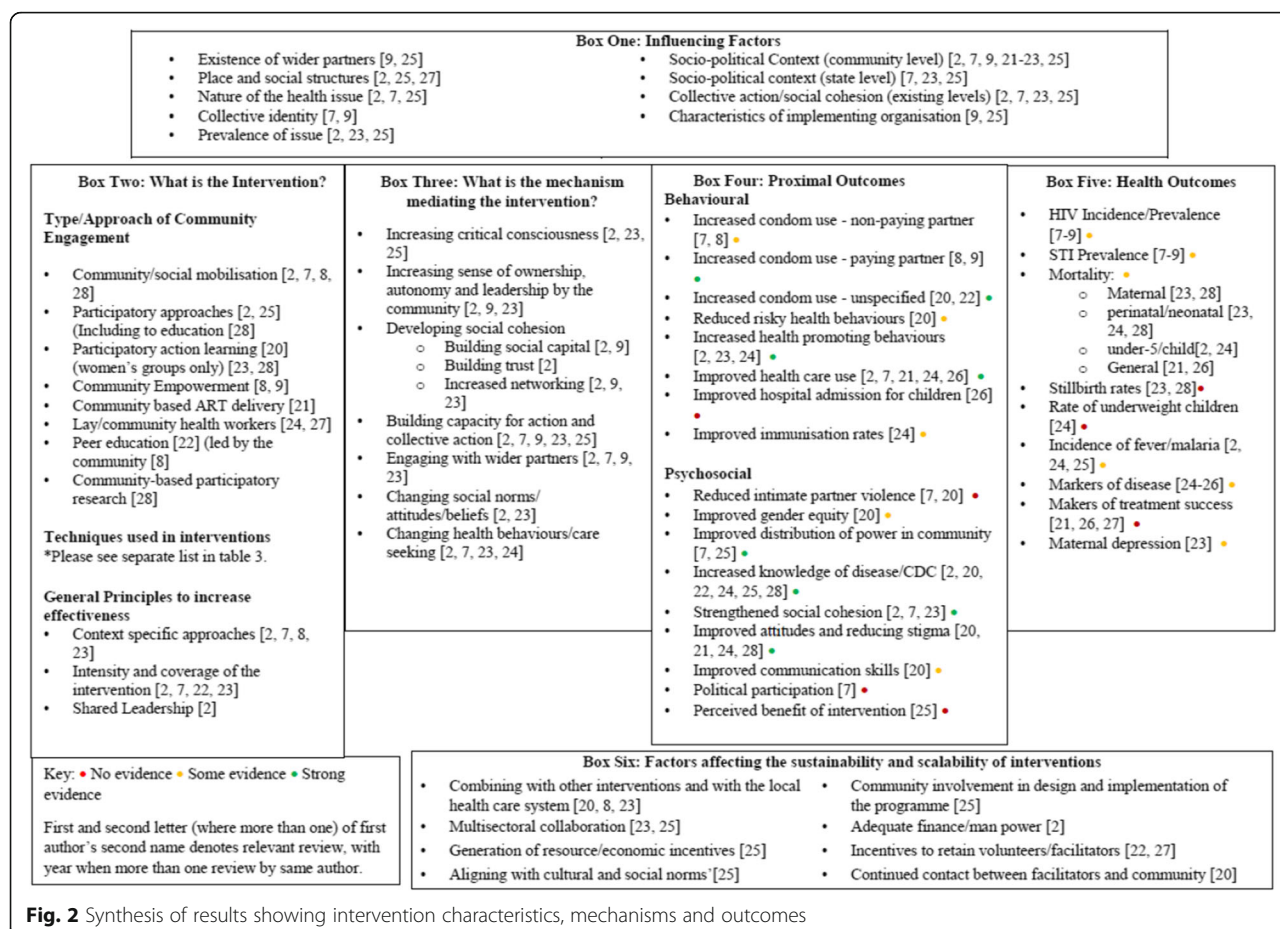 Box One: Influencing Factors
• Existence of wider partners [9, 25]
• Place and social structures [2, 25, 27]
• Nature of the health issue [2, 7, 25]
• Collective identity [7, 9]
• Prevalence of issue [2, 23, 25]
• Socio-political Context (community level) [2, 7, 9, 21-23, 25]
• Socio-political context (state level) [7, 23, 25]
• Collective action/social cohesion (existing levels) [2, 7, 23, 25]
• Characteristics of implementing organisation [9, 25]
Box Two: What is the Intervention?
Type/Approach of Community
Engagement
• Community/social mobilisation [2, 7, 8,
28]
• Participatory approaches [2, 25]
(Including to education [28]
• Participatory action learning [20]
(women's groups only) [23, 28]
• Community Empowerment [8, 9]
• Community based ART delivery [21]
• Lay/community health workers [24, 27]
• Peer education [22] (led by the
community [8]
• Community-based participatory
research [28]
Techniques used in interventions
*Please see separate list in table 3.
General Principles to increase
effectiveness
• Context specific approaches [2, 7, 8,
23]
• Intensity and coverage of the
intervention [2, 7, 22, 23]
• Shared Leadership [2]
Box Three: What is the mechanism
mediating the intervention?
• Increasing critical consciousness [2, 23,
25]
• Increasing sense of ownership,
autonomy and leadership by the
community [2, 9, 23]
• Developing social cohesion
o Building social capital [2, 9]
o Building trust [2]
o Increased networking [2, 9,
23]
• Building capacity for action and
collective action [2, 7, 9, 23, 25]
• Engaging with wider partners [2, 7, 9,
23]
• Changing social norms/
attitudes/beliefs [2, 23]
• Changing health behaviours/care
seeking [2, 7, 23, 24]
Box Four: Proximal Outcomes
Behavioural
• Increased condom use - non-paying partner
[7, 8] •
• Increased condom use - paying partner [8, 9]
•
• Increased condom use - unspecified [20, 22] •
• Reduced risky health behaviours [20] •
• Increased health promoting behaviours
[2, 23, 24] •
• Improved health care use [2, 7, 21, 24, 26] •
• Improved hospital admission for children [26]
•
• Improved immunisation rates [24] •
Psychosocial
• Reduced intimate partner violence [7, 20] •
• Improved gender equity [20] •
• Improved distribution of power in community
[7, 25] •
• Increased knowledge of disease/CDC [2, 20,
22, 24, 25, 28] •
• Strengthened social cohesion [2, 7, 23] •
• Improved attitudes and reducing stigma [20,
21, 24, 28] •
• Improved communication skills [20] •
• Political participation [7] •
• Perceived benefit of intervention [25] •
Box Five: Health Outcomes
• HIV Incidence/Prevalence
[7-9] •
• STI Prevalence [7-9] •
• Mortality: •
o Maternal [23, 28]
o perinatal/neonatal [23,
24, 28]
o under-5/child[2, 24]
o General [21, 26]
• Stillbirth rates [23, 28]•
• Rate of underweight children
[24] •
• Incidence of fever/malaria [2,
24, 25] •
• Markers of disease [24-26] •
• Makers of treatment success
[21, 26, 27] •
• Maternal depression [23] •
Key: • No evidence • Some evidence • Strong
evidence
First and second letter (where more than one) of first
author's second name denotes relevant review, with
year when more than one review by same author.
Box Six: Factors affecting the sustainability and scalability of interventions
• Combining with other interventions and with the local
health care system [20, 8, 23]
• Multisectoral collaboration [23, 25]
• Generation of resource/economic incentives [25]
• Aligning with cultural and social norms'[25]
• Community involvement in design and implementation of
the programme [25]
• Adequate finance/man power [2]
• Incentives to retain volunteers/facilitators [22, 27]
• Continued contact between facilitators and community [20]
Fig. 2 Synthesis of results showing intervention characteristics, mechanisms and outcomes